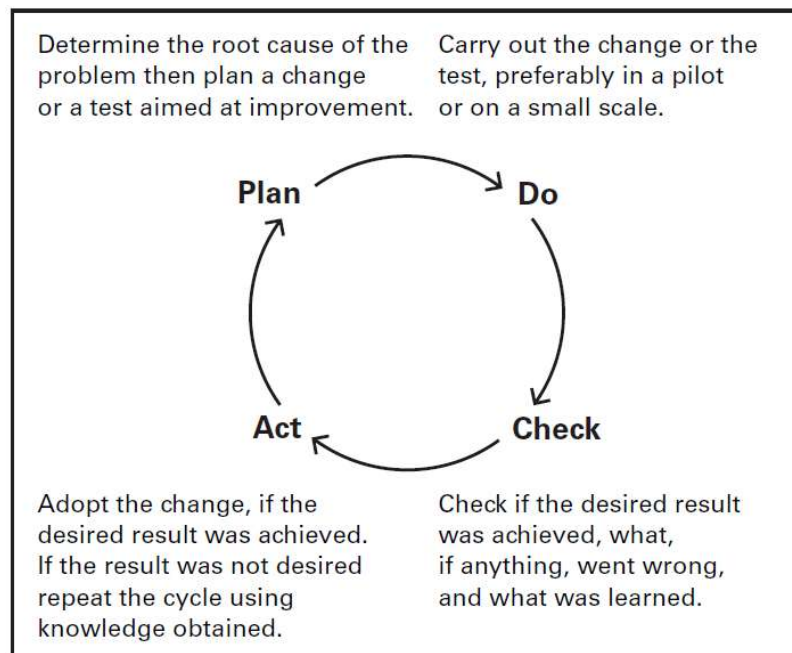 Determine the root cause of the
problem then plan a change
or a test aimed at improvement.
Carry out the change or the
test, preferably in a pilot
or on a small scale.
Plan
Do
Act
Check
Adopt the change, if the
desired result was achieved.
If the result was not desired
repeat the cycle using
knowledge obtained.
Check if the desired result
was achieved, what,
if anything, went wrong,
and what was learned.